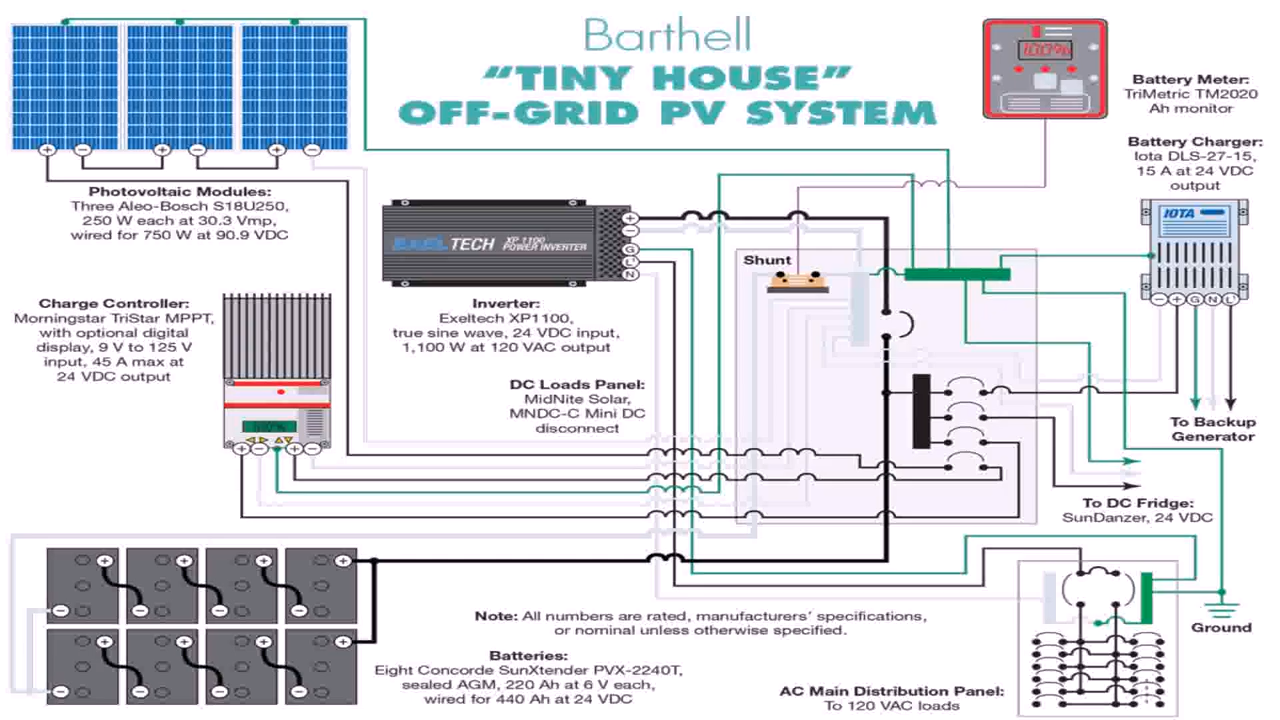 Barthell
“TINY HOUSE”
OFF-GRID PV SYSTEM
100%
Battery Meter:
TriMetric TM2020
Ah monitor
Battery Charger:
Iota DLS-27-15,
15 A at 24 VDC
output
IOTA
Photovoltaic Modules:
Three Aleo-Bosch S18U250,
250 W each at 30.3 Vmp,
wired for 750 W at 90.9 VDC
EXELTECH XP 1100
POWER INVERTER
G
L1
N
Shunt
Inverter:
Exeltech XP1100,
true sine wave, 24 VDC input,
1,100 W at 120 VAC output
Charge Controller:
Morningstar TriStar MPPT,
with optional digital
display, 9 V to 125 V
input, 45 A max at
24 VDC output
G N L1
DC Loads Panel:
MidNite Solar,
MNDC-C Mini DC
disconnect
To Backup
Generator
To DC Fridge:
SunDanzer, 24 VDC
Note: All numbers are rated, manufacturers’ specifications,
or nominal unless otherwise specified.
Ground
Batteries:
Eight Concorde SunXtender PVX-2240T,
sealed AGM, 220 Ah at 6 V each,
wired for 440 Ah at 24 VDC
AC Main Distribution Panel:
To 120 VAC loads